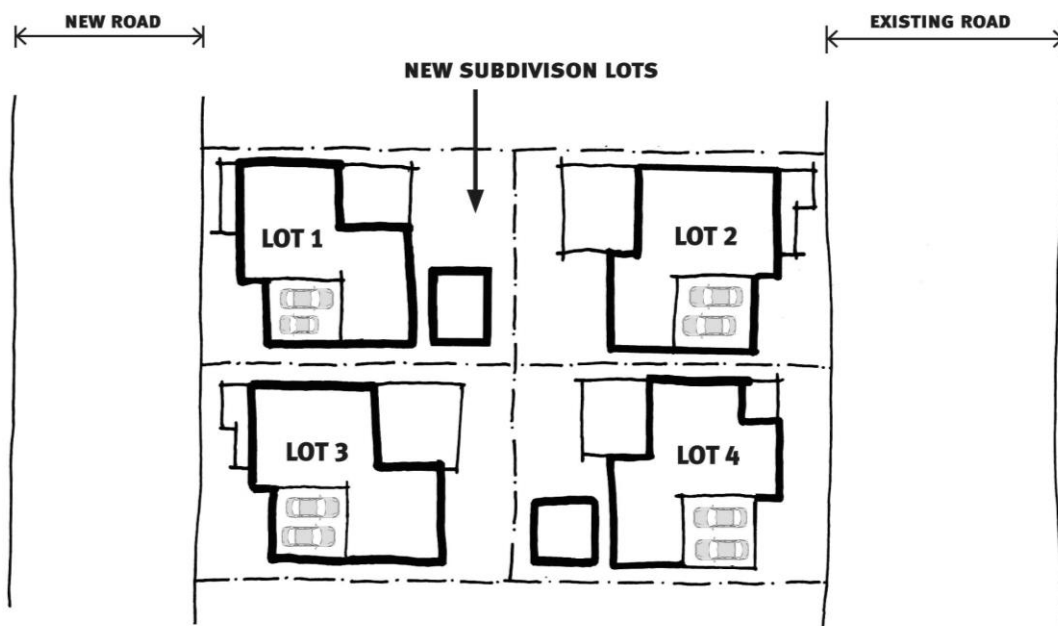 NEW ROAD
EXISTING ROAD
NEW SUBDIVISON LOTS
LOT 1
LOT 2
LOT 3
LOT 4